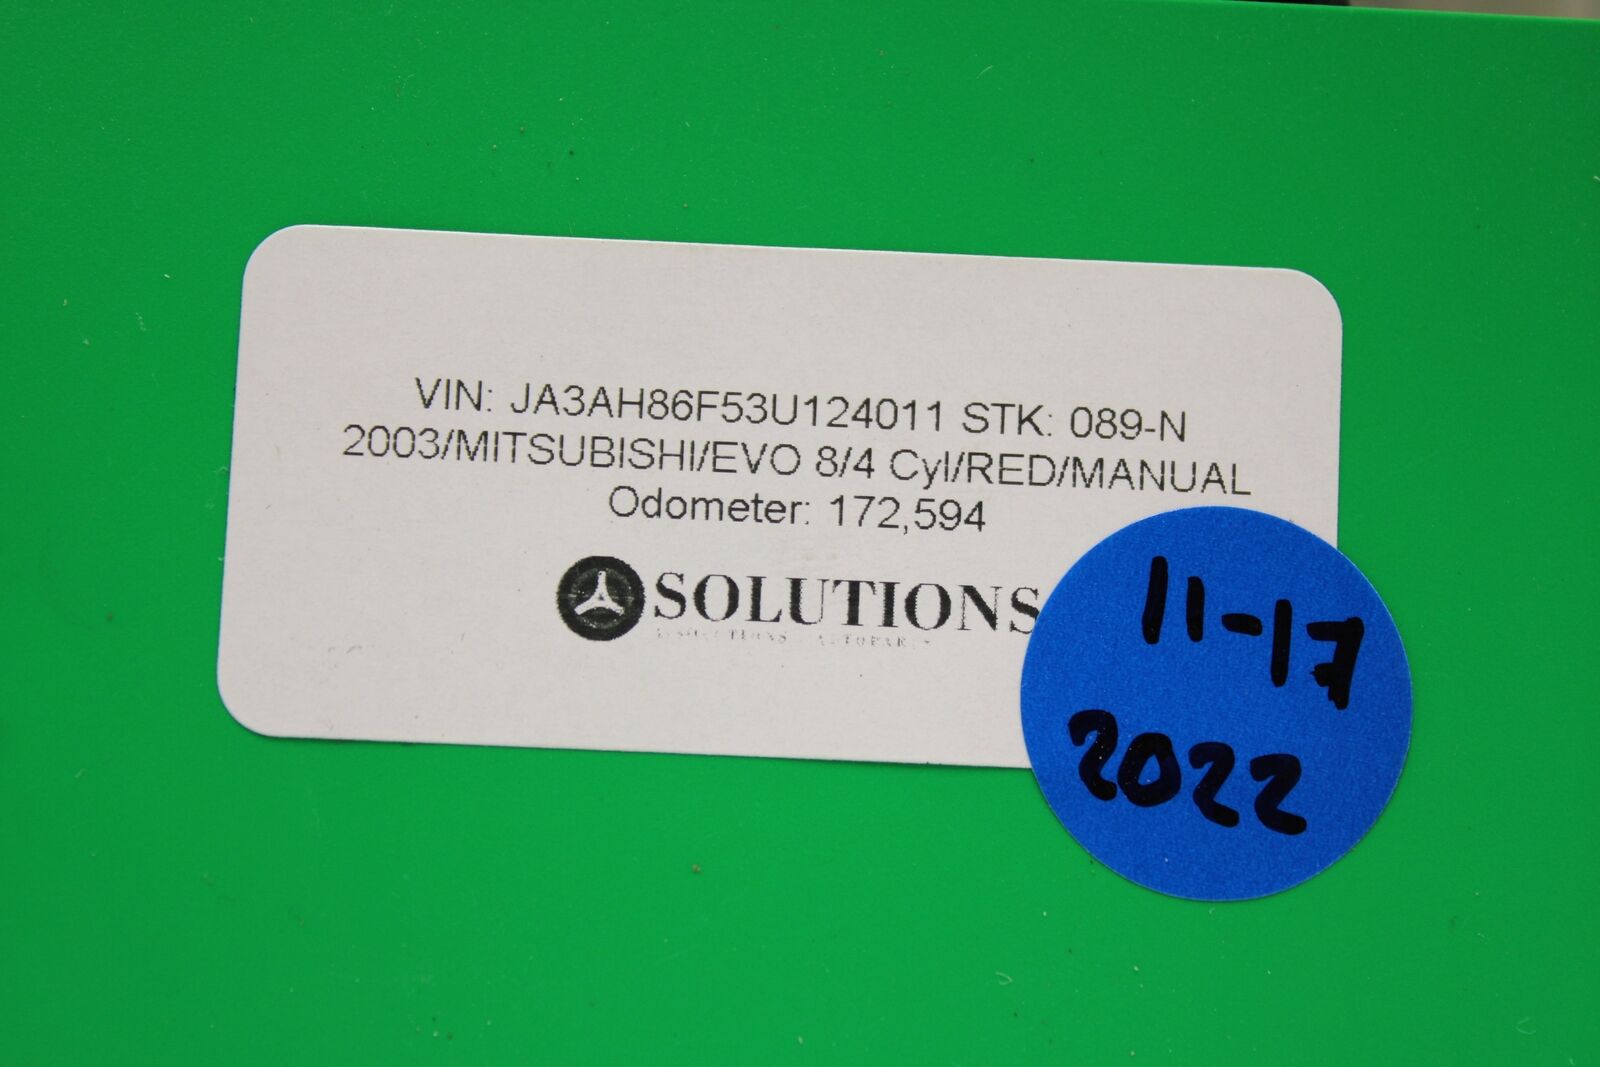 VIN: JA3AH86F53U124011 STK: 089-N
2003/MITSUBISHI/EVO 8/4 Cyl/RED/MANUAL
Odometer: 172,594
SOLUTIONS
11-17
2022